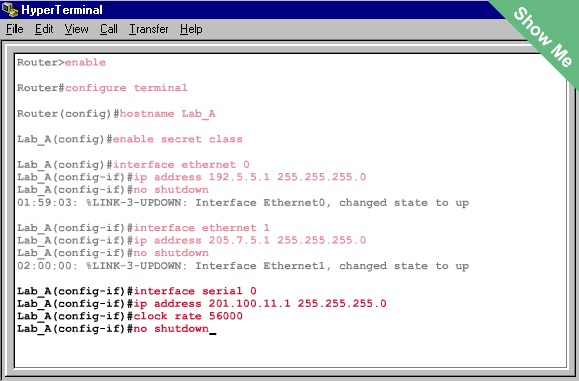 HyperTerminal
Show Me
File Edit View Call Transfer Help
Router>enable
Router#configure terminal
Router(config)#hostname Lab_A
Lab_A(config)#enable secret class
Lab_A(config)#interface ethernet 0
Lab_A(config-if)#ip address 192.5.5.1 255.255.255.0
Lab_A(config-if)#no shutdown
01:59:03: %LINK-3-UPDOWN: Interface Ethernet0, changed state to up
Lab_A(config-if)#interface ethernet 1
Lab_A(config-if)#ip address 205.7.5.1 255.255.255.0
Lab_A(config-if)#no shutdown
02:00:00: %LINK-3-UPDOWN: Interface Ethernet1, changed state to up
Lab_A(config-if)#interface serial 0
Lab_A(config-if)#ip address 201.100.11.1 255.255.255.0
Lab_A(config-if)#clock rate 56000
Lab_A(config-if)#no shutdown_